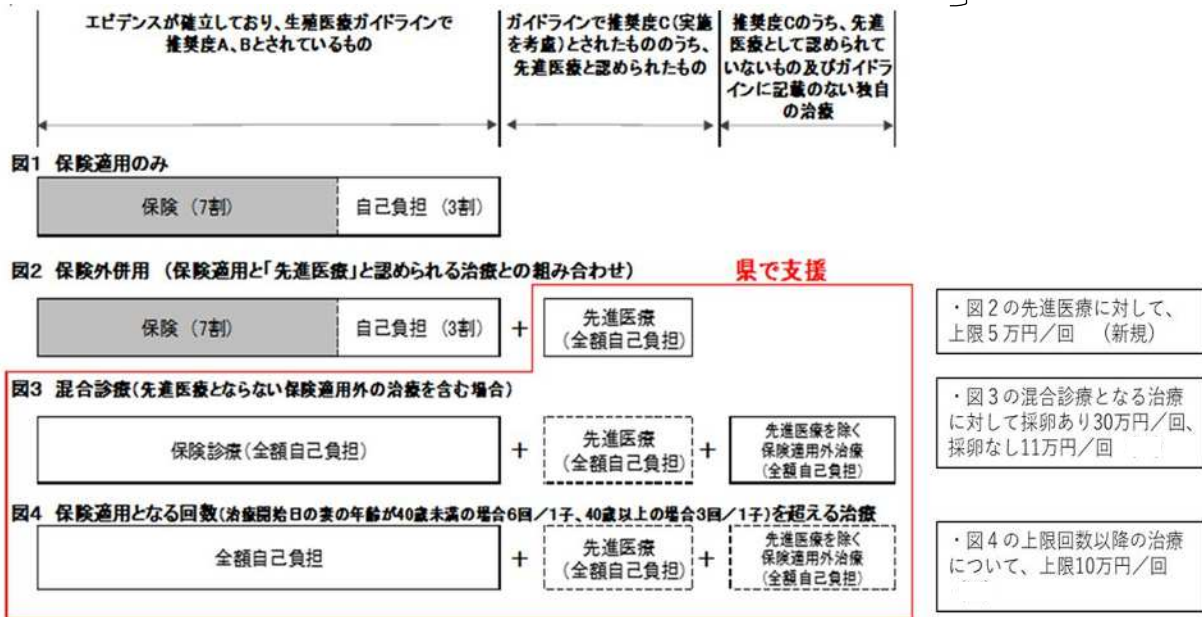 エビデンスが確立しており、生殖医療ガイドラインで
推奨度A、Bとされているもの
ガイドラインで推奨度C(実施
を考慮)とされたもののうち、
先進医療と認められたもの
推奨度Cのうち、先進
医療として認められて
いないもの及びガイドラ
インに記載のない独自
の治療
図1 保険適用のみ
保険(7割)
自己負担(3割)
図2 保険外併用 (保険適用と「先進医療」と認められる治療との組み合わせ)
県で支援
保険(7割)
自己負担(3割)
+
先進医療
(全額自己負担)
・図2の先進医療に対して、
上限5万円/回 (新規)
図3 混合診療(先進医療とならない保険適用外の治療を含む場合)
保険診療(全額自己負担)
+
先進医療
(全額自己負担)
+
先進医療を除く
保険適用外治療
(全額自己負担)
・図3の混合診療となる治療
に対して採卵あり30万円/回、
採卵なし11万円/回
図4 保険適用となる回数(治療開始日の妻の年齢が40歳未満の場合6回/1子、40歳以上の場合3回/1子)を超える治療
全額自己負担
+
先進医療
(全額自己負担)
+
先進医療を除く
保険適用外治療
(全額自己負担)
・図4の上限回数以降の治療
について、上限10万円/回